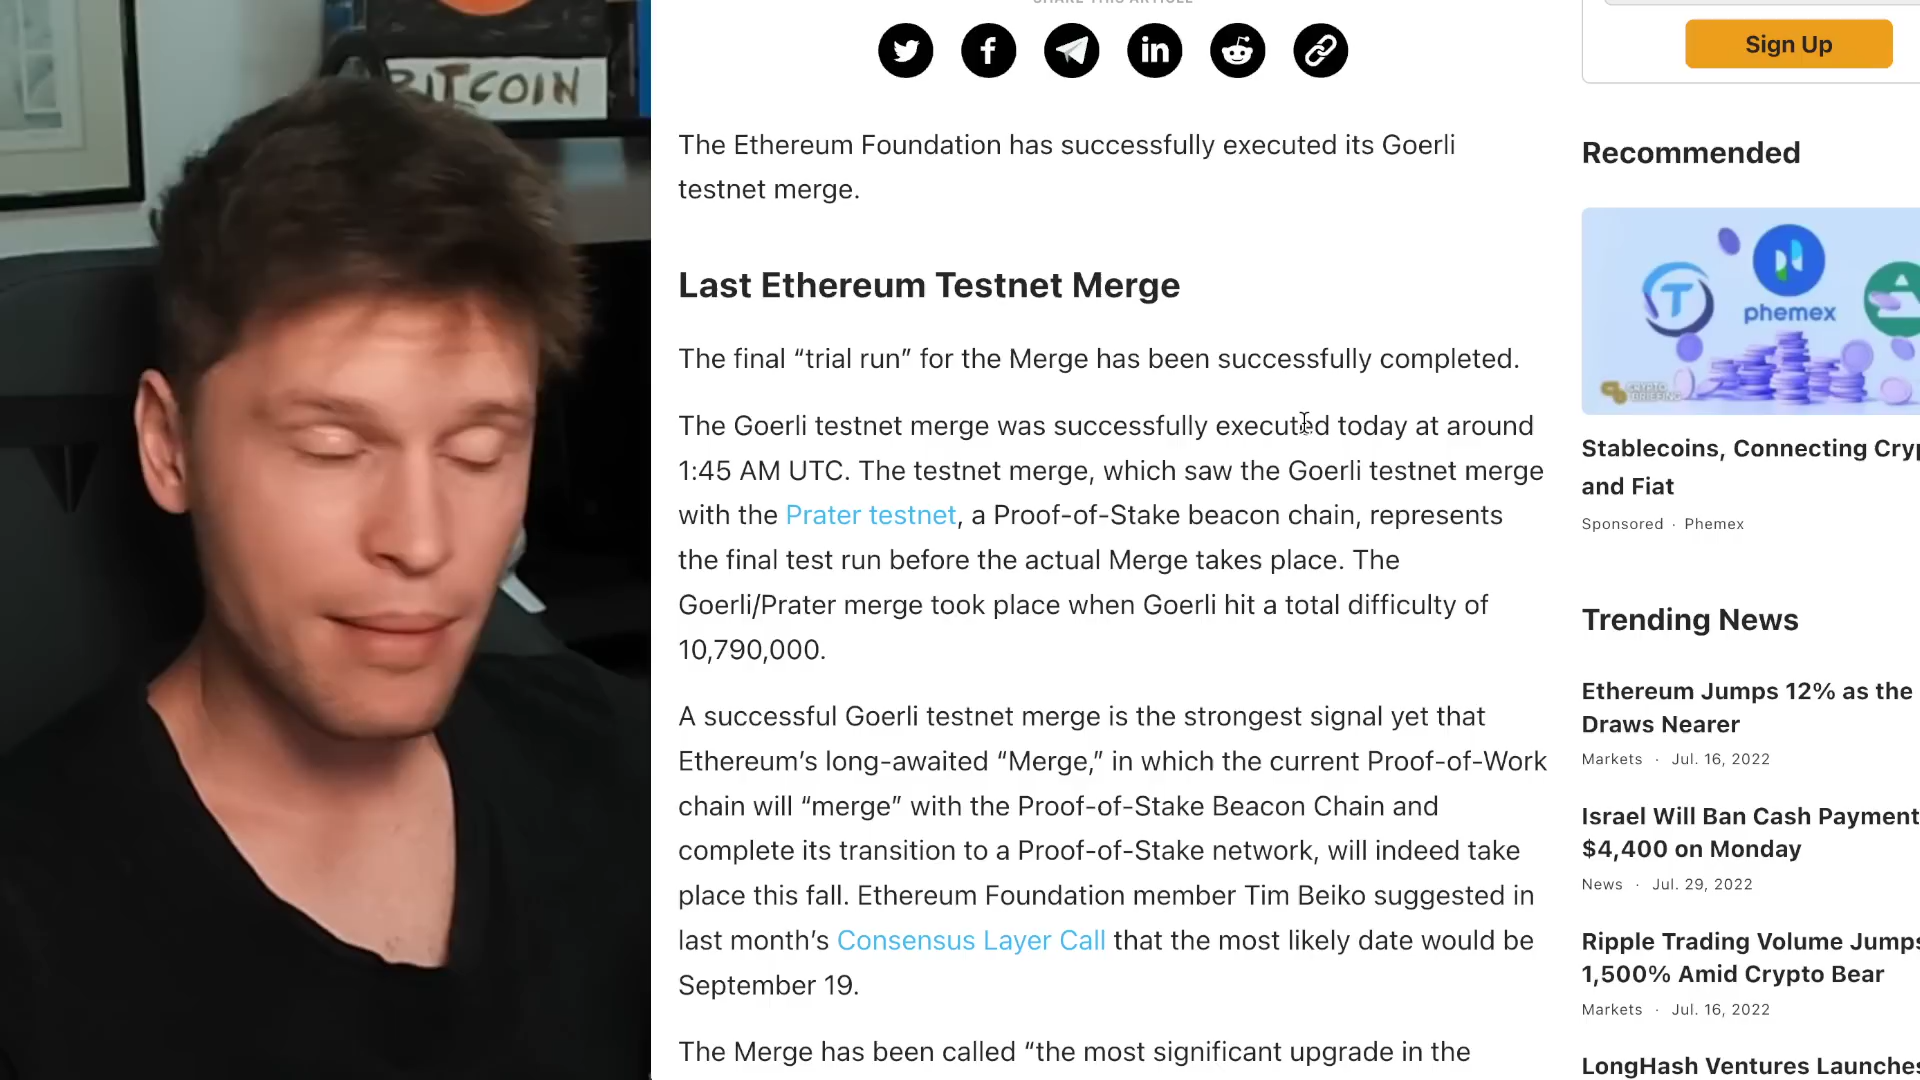 BITCOIN
Sign Up
The Ethereum Foundation has successfully executed its Goerli
testnet merge.
Last Ethereum Testnet Merge
The final “trial run” for the Merge has been successfully completed.
The Goerli testnet merge was successfully executed today at around
1:45 AM UTC. The testnet merge, which saw the Goerli testnet merge
with the Prater testnet, a Proof-of-Stake beacon chain, represents
the final test run before the actual Merge takes place. The
Goerli/Prater merge took place when Goerli hit a total difficulty of
10,790,000.
A successful Goerli testnet merge is the strongest signal yet that
Ethereum’s long-awaited “Merge,” in which the current Proof-of-Work
chain will “merge” with the Proof-of-Stake Beacon Chain and
complete its transition to a Proof-of-Stake network, will indeed take
place this fall. Ethereum Foundation member Tim Beiko suggested in
last month’s Consensus Layer Call that the most likely date would be
September 19.
The Merge has been called “the most significant upgrade in the
Recommended
phemex
CRYPTO
BRIEFING
Stablecoins, Connecting Cry
and Fiat
Sponsored · Phemex
Trending News
Ethereum Jumps 12% as the
Draws Nearer
Markets · Jul. 16, 2022
Israel Will Ban Cash Payment
$4,400 on Monday
News · Jul. 29, 2022
Ripple Trading Volume Jumps
1,500% Amid Crypto Bear
Markets · Jul. 16, 2022
LongHash Ventures Launches